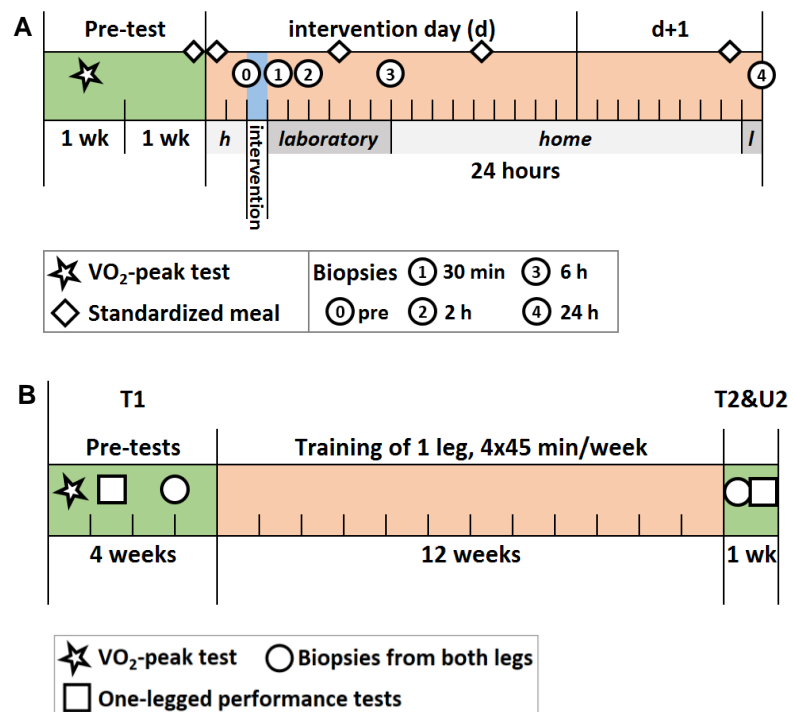 A
Pre-test intervention day (d) d+1
0 1 2 3 4
1 wk 1 wk h intervention laboratory home l
24 hours
VO₂-peak test
Standardized meal
Biopsies 1 30 min 3 6 h
0 pre 2 2 h 4 24 h
B
T1 T2&U2
Pre-tests Training of 1 leg, 4x45 min/week
4 weeks 12 weeks 1 wk
VO₂-peak test Biopsies from both legs
One-legged performance tests